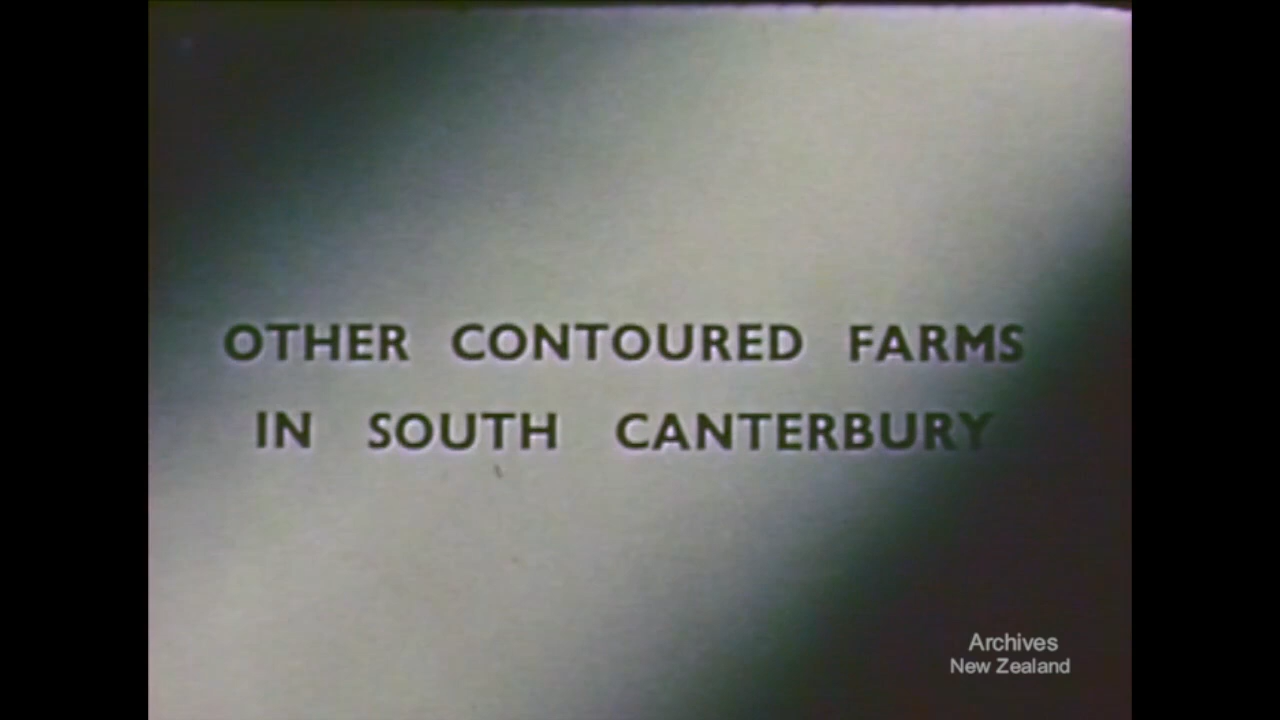 OTHER CONTOURED FARMS
IN SOUTH CANTERBURY
Archives
New Zealand